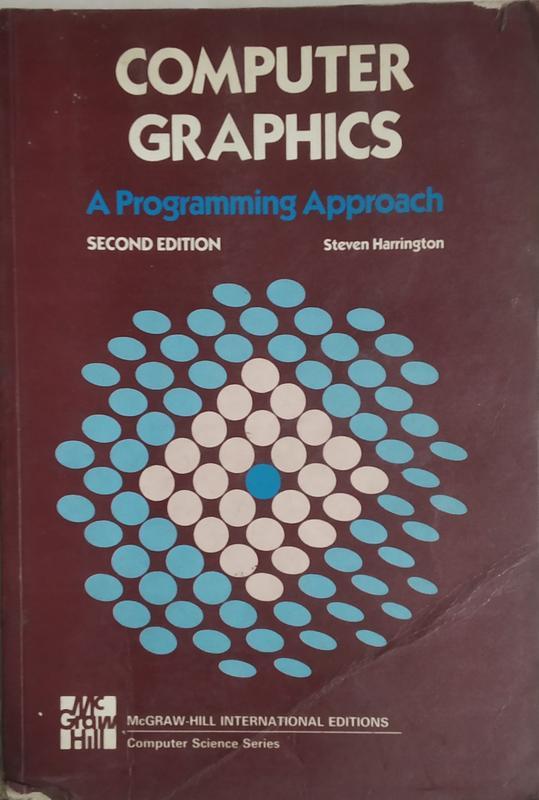 COMPUTER
GRAPHICS
A Programming Approach
SECOND EDITION
Steven Harrington
Mc
Graw
Hill
McGRAW-HILL INTERNATIONAL EDITIONS
Computer Science Series